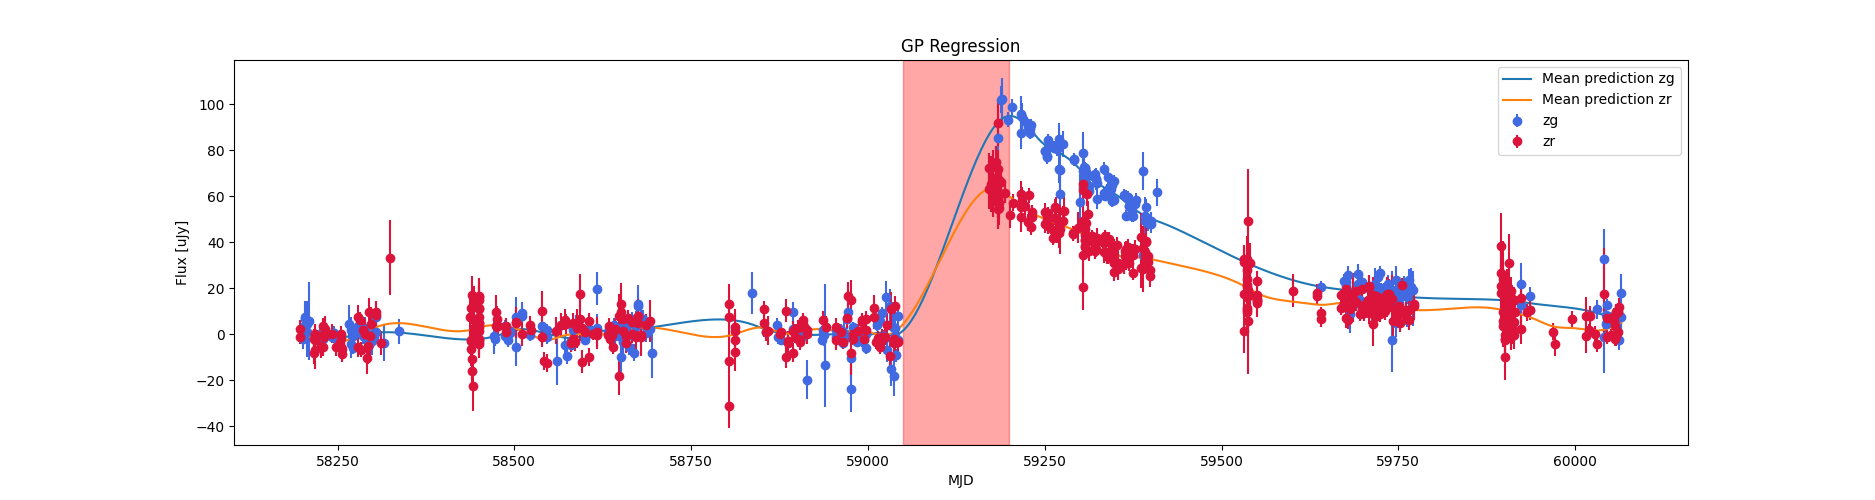 GP Regression
Mean prediction zg
Mean prediction zr
zg
zr
Flux [uJy]
100
80
60
40
20
0
−20
−40
58250 58500 58750 59000 59250 59500 59750 60000
MJD